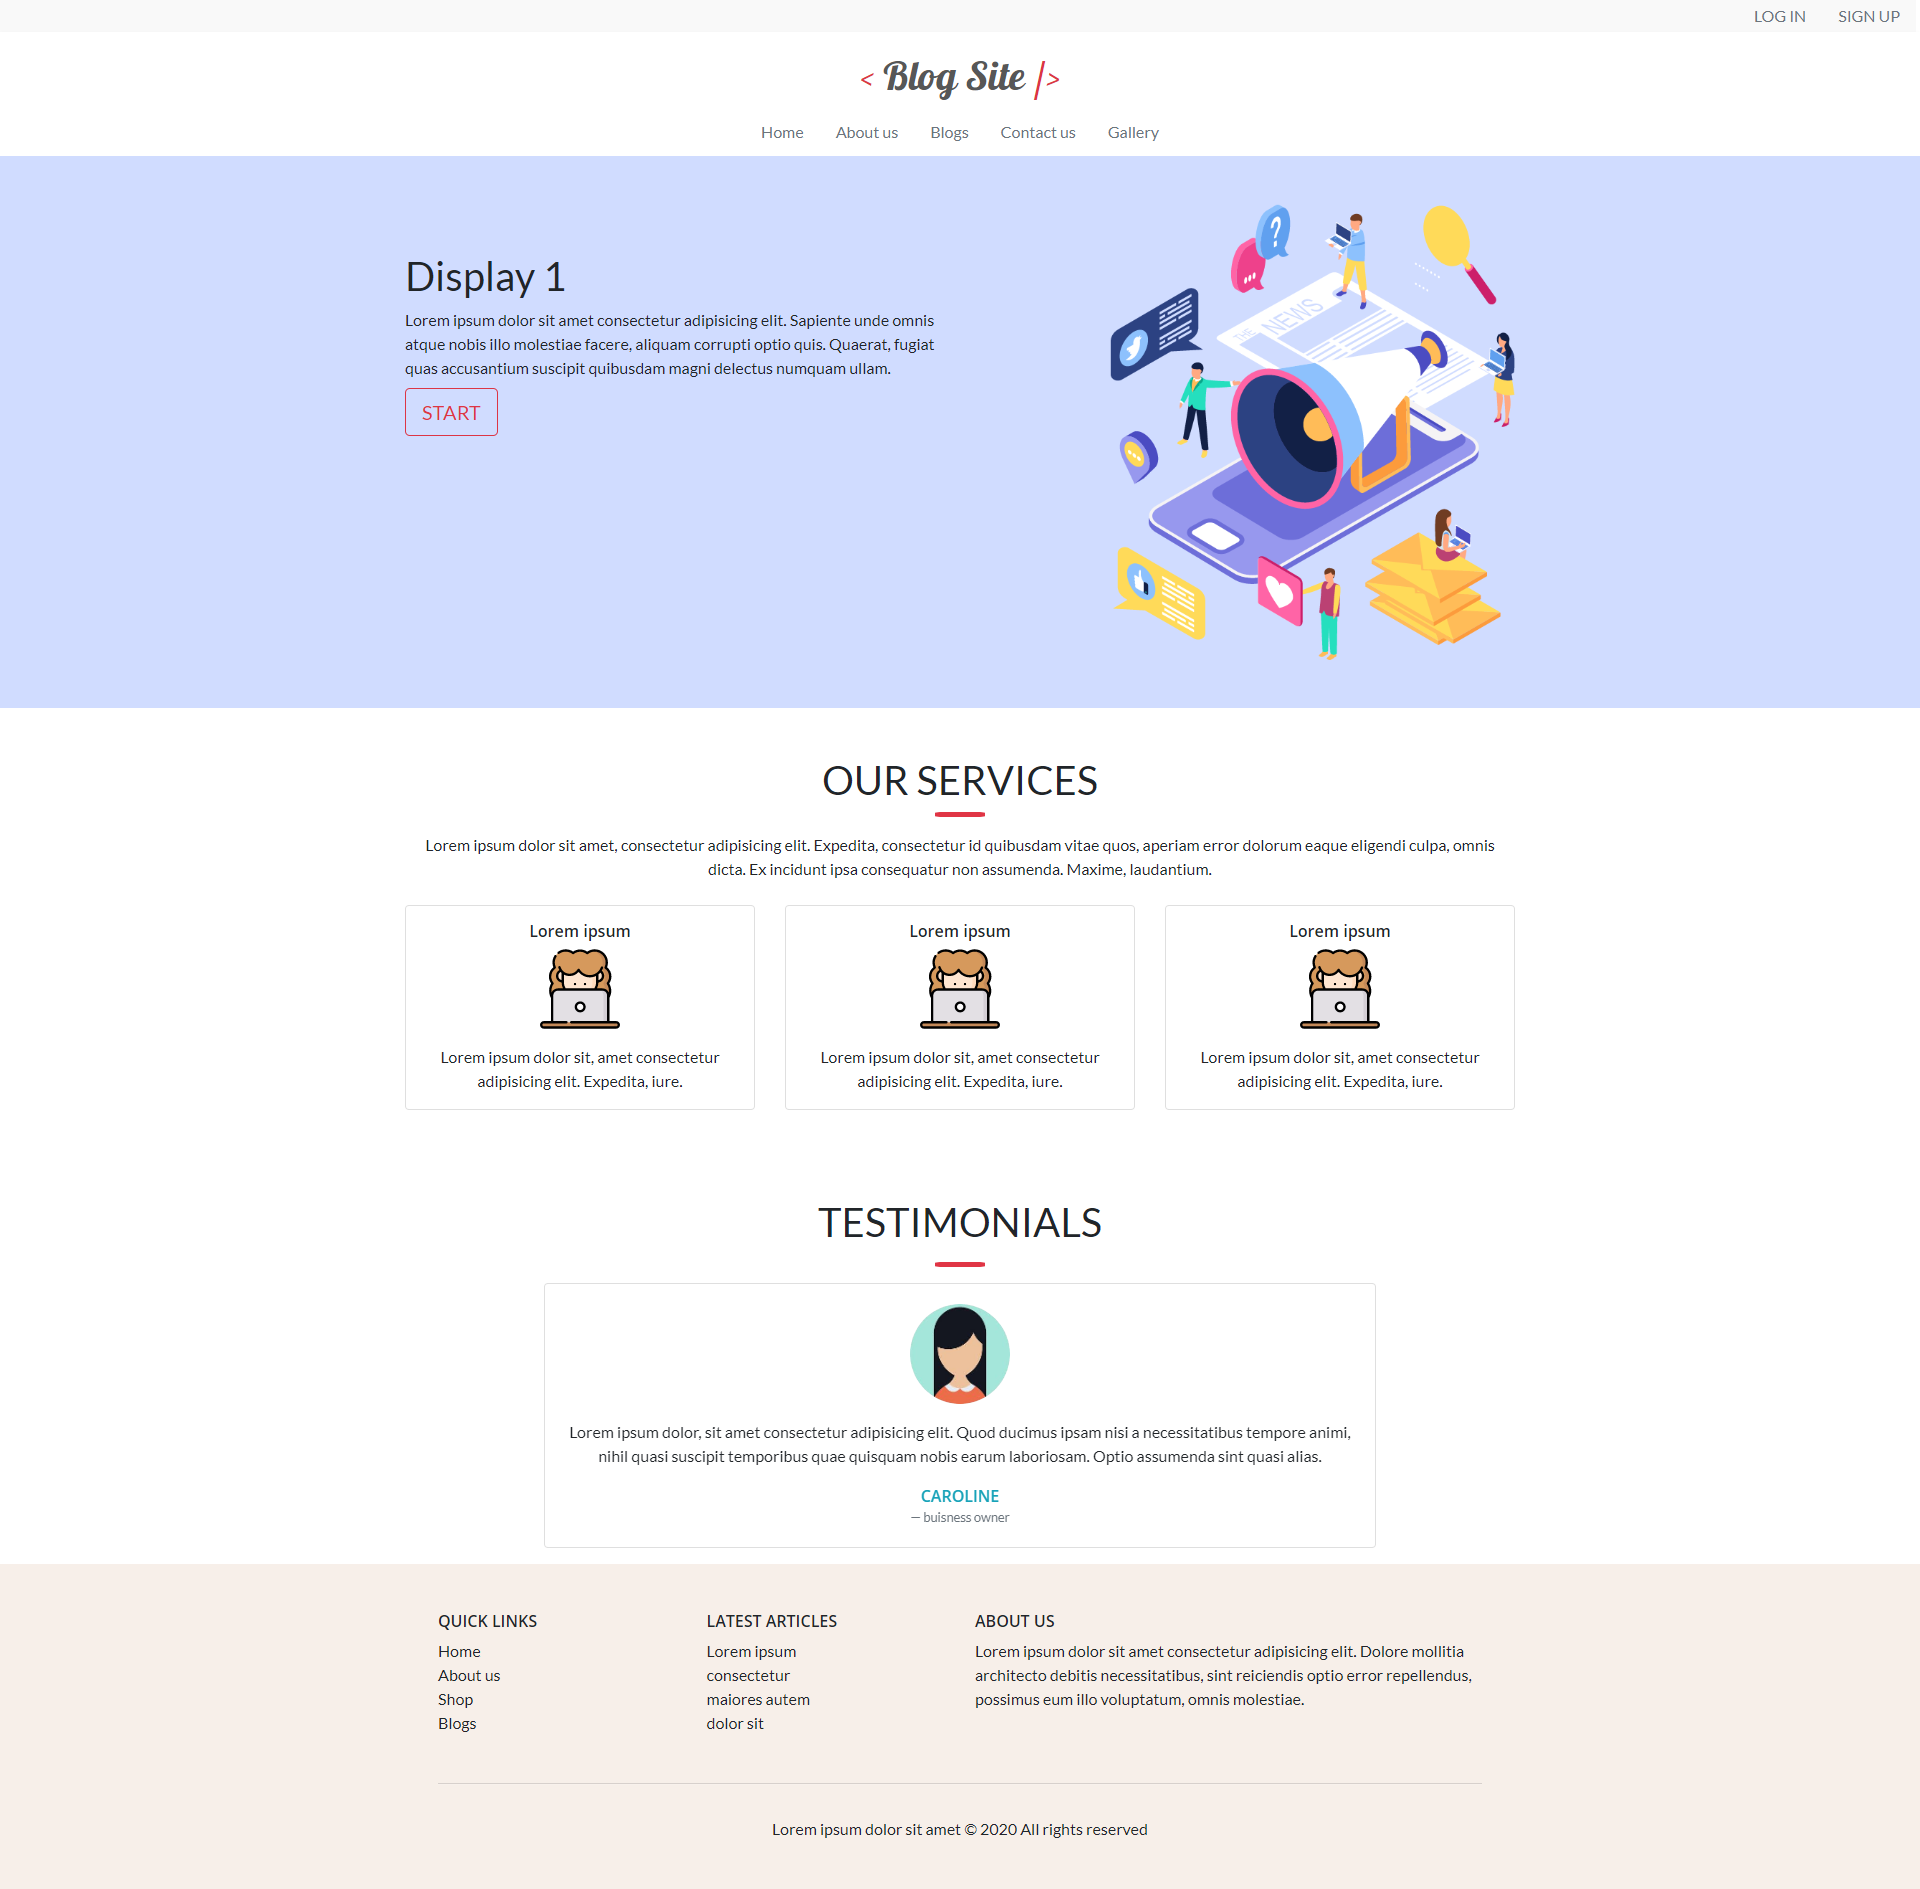 LOG IN SIGN UP
< Blog Site />
Home About us Blogs Contact us Gallery
Display 1
Lorem ipsum dolor sit amet consectetur adipisicing elit. Sapiente unde omnis
atque nobis illo molestiae facere, aliquam corrupti optio quis. Quaerat, fugiat
quas accusantium suscipit quibusdam magni delectus numquam ullam.
START
?
THE
NEWS
OUR SERVICES
Lorem ipsum dolor sit amet, consectetur adipisicing elit. Expedita, consectetur id quibusdam vitae quos, aperiam error dolorum eaque eligendi culpa, omnis
dicta. Ex incidunt ipsa consequatur non assumenda. Maxime, laudantium.
Lorem ipsum
Lorem ipsum dolor sit, amet consectetur
adipisicing elit. Expedita, iure.
Lorem ipsum
Lorem ipsum dolor sit, amet consectetur
adipisicing elit. Expedita, iure.
Lorem ipsum
Lorem ipsum dolor sit, amet consectetur
adipisicing elit. Expedita, iure.
TESTIMONIALS
Lorem ipsum dolor, sit amet consectetur adipisicing elit. Quod ducimus ipsam nisi a necessitatibus tempore animi,
nihil quasi suscipit temporibus quae quisquam nobis earum laboriosam. Optio assumenda sint quasi alias.
CAROLINE
— buisness owner
QUICK LINKS
Home
About us
Shop
Blogs
LATEST ARTICLES
Lorem ipsum
consectetur
maiores autem
dolor sit
ABOUT US
Lorem ipsum dolor sit amet consectetur adipisicing elit. Dolore mollitia
architecto debitis necessitatibus, sint reiciendis optio error repellendus,
possimus eum illo voluptatum, omnis molestiae.
Lorem ipsum dolor sit amet © 2020 All rights reserved